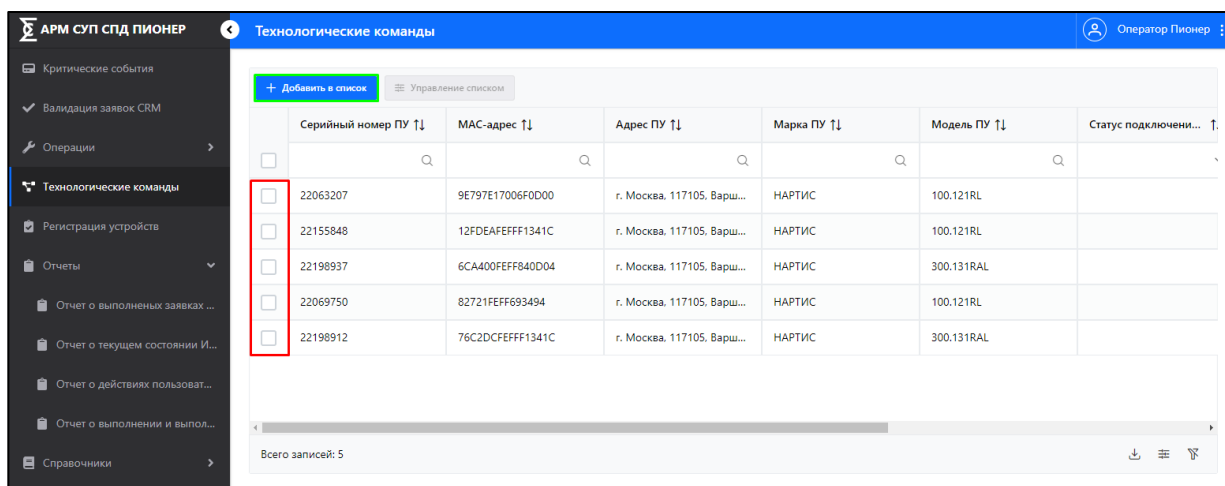 АРМ СУП СПД ПИОНЕР
Технологические команды
Оператор Пионер
Критические события
Валидация заявок CRM
Операции
Технологические команды
Регистрация устройств
Отчеты
Отчет о выполненых заявках ...
Отчет о текущем состоянии И...
Отчет о действиях пользоват...
Отчет о выполнении и выпол...
Справочники
+ Добавить в список Управление списком
Серийный номер ПУ MAC-адрес Адрес ПУ Марка ПУ Модель ПУ Статус подключени...
22063207 9E797E17006F0D00 г. Москва, 117105, Варш... НАРТИС 100.121RL
22155848 12FDEAFEFFF1341C г. Москва, 117105, Варш... НАРТИС 100.121RL
22198937 6CA400FEFF840D04 г. Москва, 117105, Варш... НАРТИС 300.131RAL
22069750 82721FEFF693494 г. Москва, 117105, Варш... НАРТИС 100.121RL
22198912 76C2DCFEFFF1341C г. Москва, 117105, Варш... НАРТИС 300.131RAL
Всего записей: 5